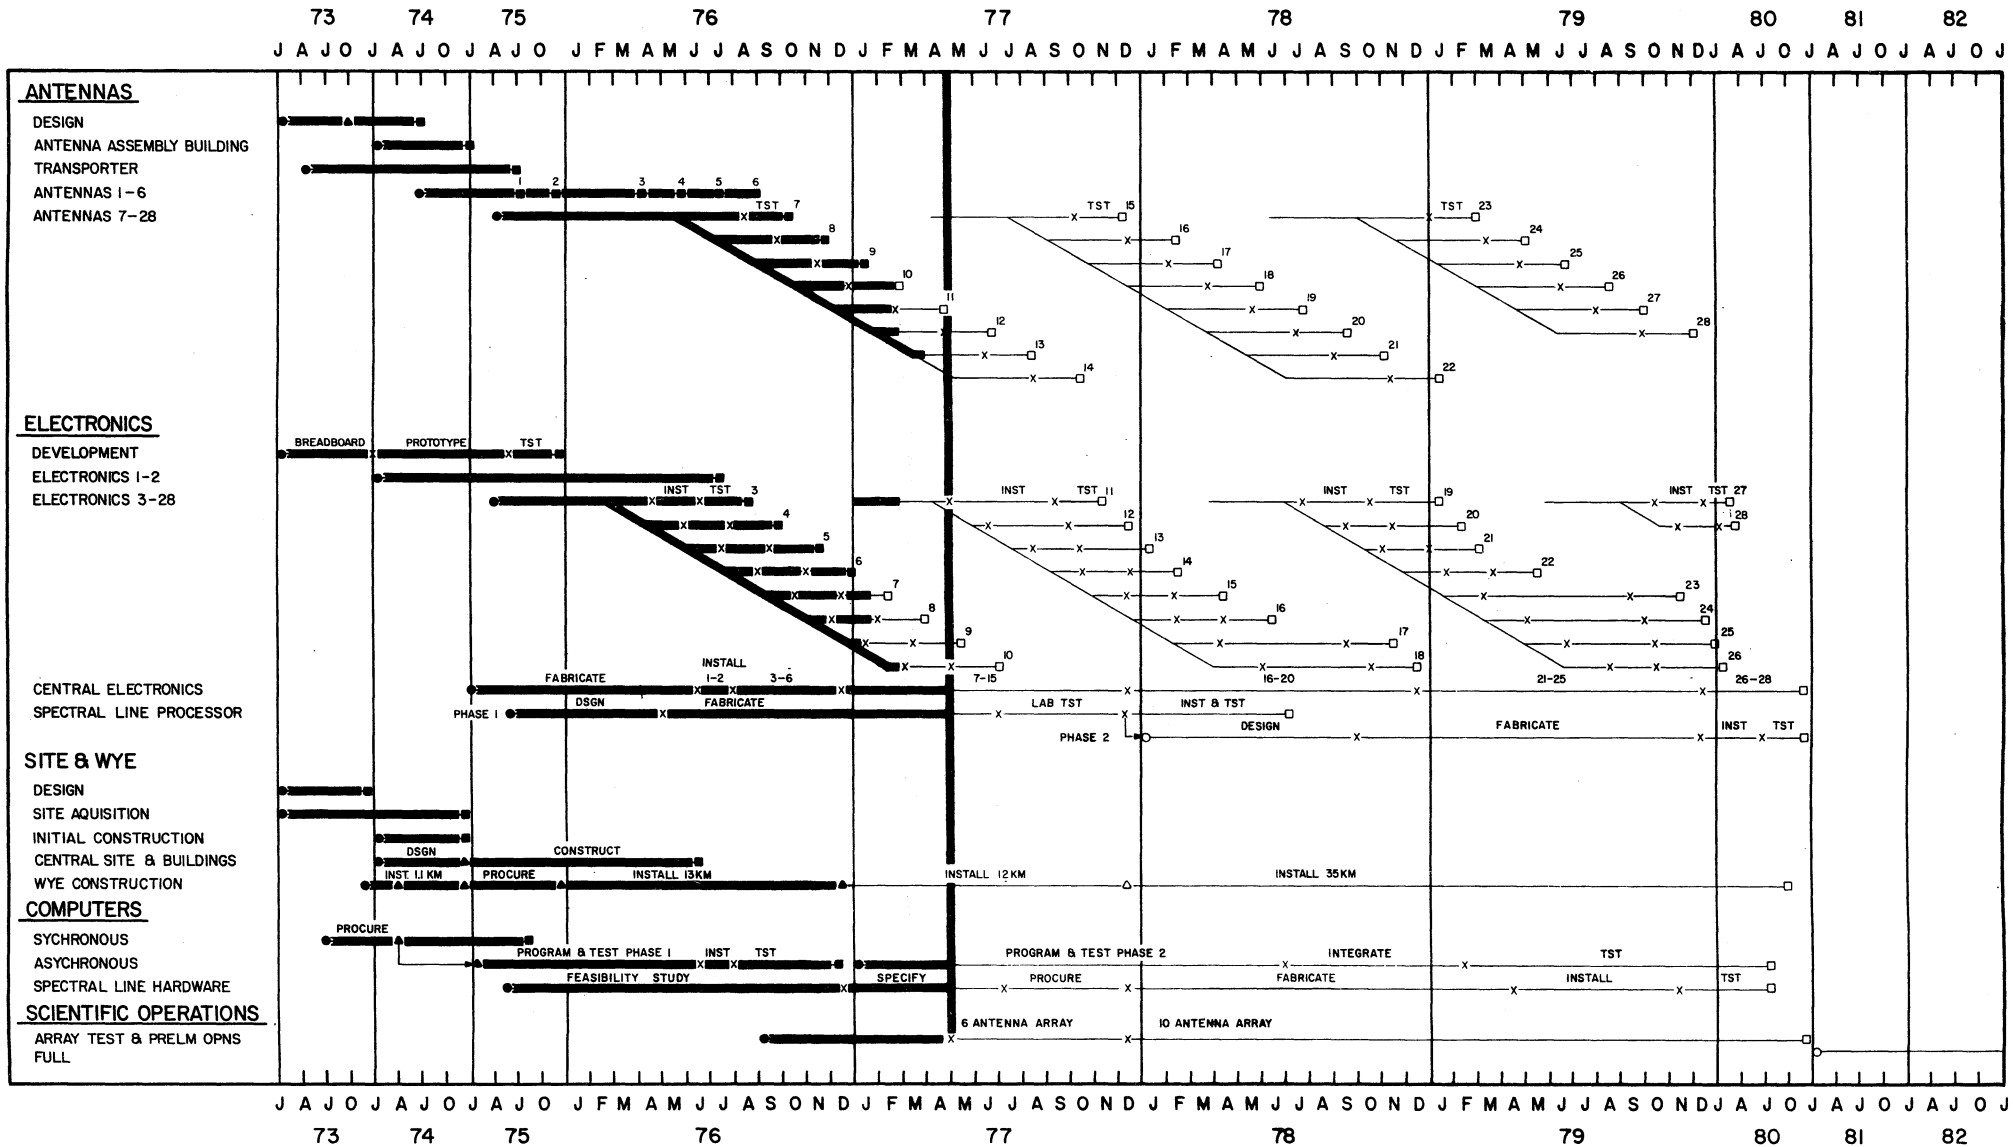 73 74 75 76 77 78 79 80 81 82
J A J O J A J O J A J O J F M A M J J A S O N D J F M A M J J A S O N D J F M A M J J A S O N D J F M A M J J A S O N D J A J O J A J O J A J O J
ANTENNAS
DESIGN
ANTENNA ASSEMBLY BUILDING
TRANSPORTER
ANTENNAS 1-6 1 2 3 4 5 6
ANTENNAS 7-28 TST 7 TST 15 TST 23
8 16 24
9 17 25
10 18 26
11 19 27
12 20 28
13 21
14 22
ELECTRONICS
DEVELOPMENT BREADBOARD PROTOTYPE TST
ELECTRONICS 1-2
ELECTRONICS 3-28 INST TST 3 INST TST 11 INST TST 19 INST TST 27
4 12 20 28
5 13 21
6 14 22
7 15 23
8 16 24
9 17 25
10 18 26
INSTALL
CENTRAL ELECTRONICS FABRICATE 1-2 3-6 7-15 16-20 21-25 26-28
SPECTRAL LINE PROCESSOR PHASE 1 DSGN FABRICATE LAB TST INST & TST
PHASE 2 DESIGN FABRICATE INST TST
SITE & WYE
DESIGN
SITE AQUISITION
INITIAL CONSTRUCTION
CENTRAL SITE & BUILDINGS DSGN CONSTRUCT
WYE CONSTRUCTION INST. 1.1 KM PROCURE INSTALL 13KM INSTALL 12KM INSTALL 35KM
COMPUTERS
SYCHRONOUS PROCURE
ASYCHRONOUS PROGRAM & TEST PHASE 1 INST TST PROGRAM & TEST PHASE 2 INTEGRATE TST
SPECTRAL LINE HARDWARE FEASIBILITY STUDY SPECIFY PROCURE FABRICATE INSTALL TST
SCIENTIFIC OPERATIONS
ARRAY TEST & PRELM OPNS 6 ANTENNA ARRAY 10 ANTENNA ARRAY
FULL
J A J O J A J O J A J O J F M A M J J A S O N D J F M A M J J A S O N D J F M A M J J A S O N D J F M A M J J A S O N D J A J O J A J O J A J O J
73 74 75 76 77 78 79 80 81 82